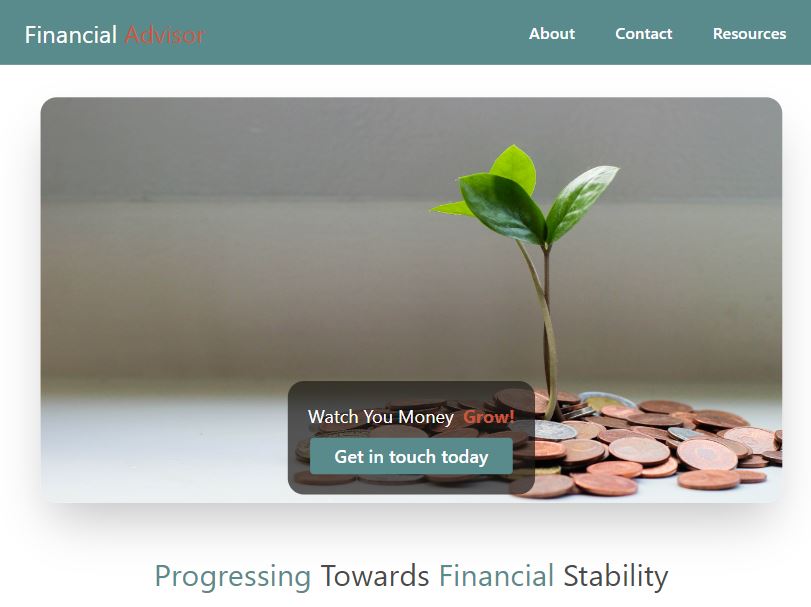 Financial Advisor
About Contact Resources
Watch You Money Grow!
Get in touch today
Progressing Towards Financial Stability